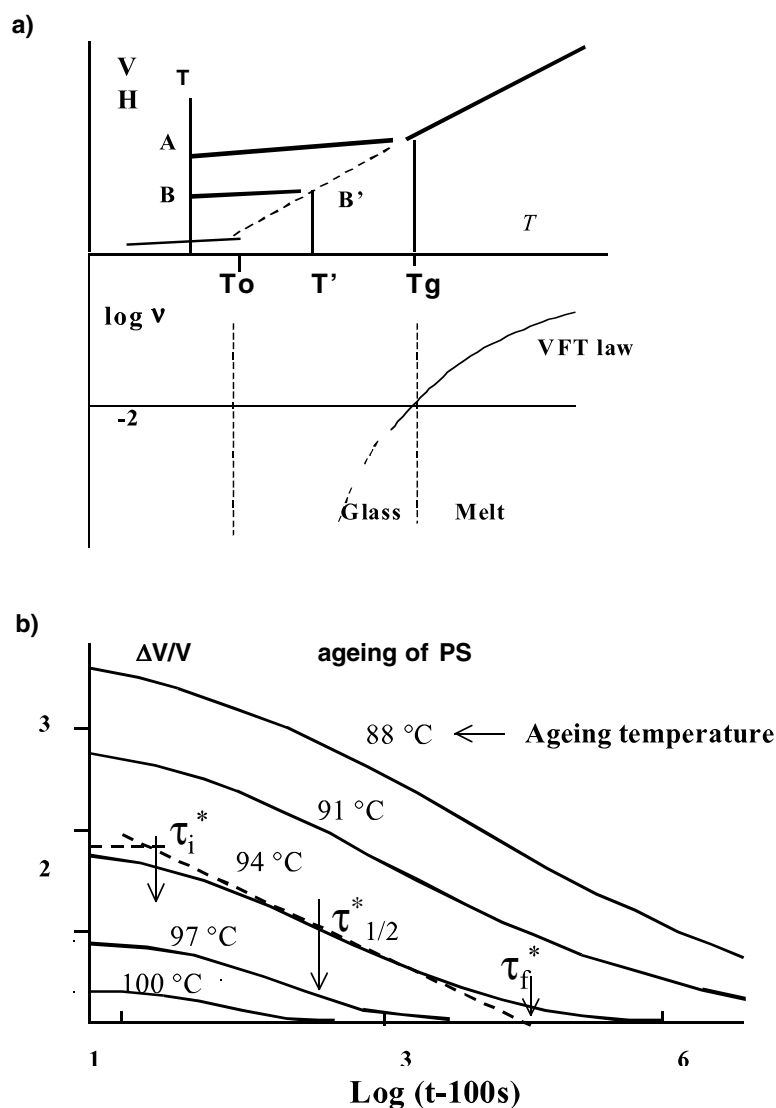 a)
V
H
T
A
B
B’
T
To T’ Tg
log ν
VFT law
-2
Glass Melt
b)
ΔV/V ageing of PS
3
88 °C Ageing temperature
91 °C
τi*
94 °C
2
τ*1/2
97 °C
τf*
100 °C
1 3 6
Log (t-100s)